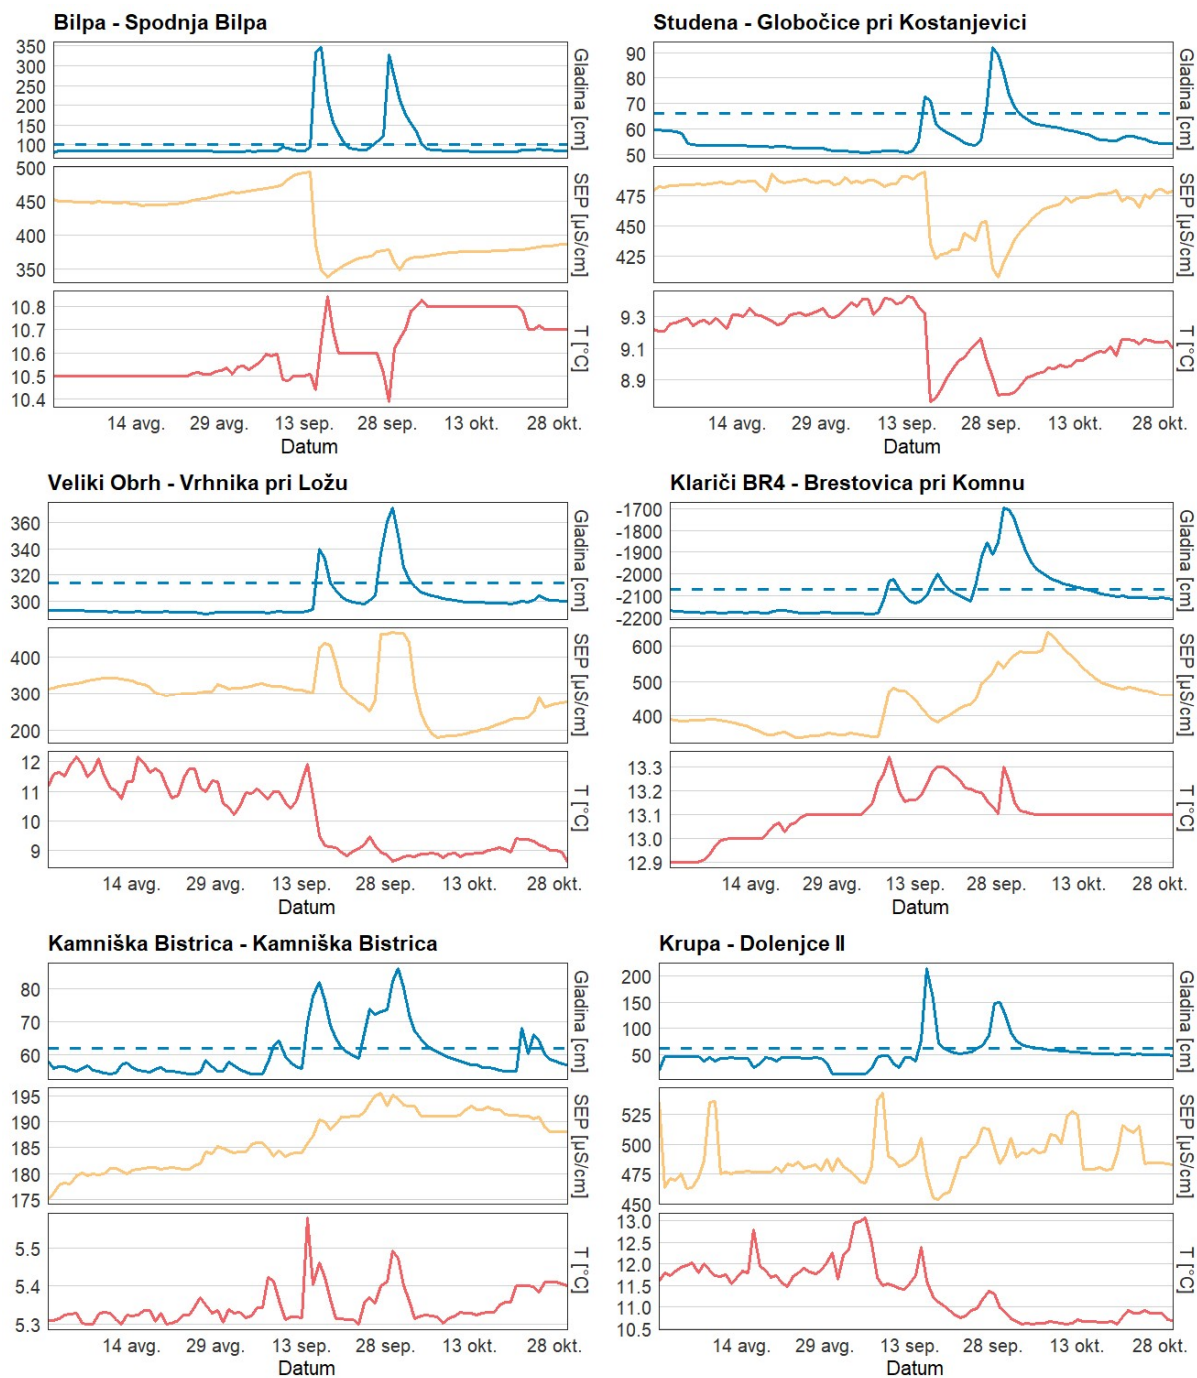 Bilpa - Spodnja Bilpa
350
300
250
200
150
100
Gladina [cm]
500
450
400
350
SEP [µS/cm]
10.8
10.7
10.6
10.5
10.4
T [°C]
14 avg. 29 avg. 13 sep. 28 sep. 13 okt. 28 okt.
Datum
Studena - Globočice pri Kostanjevici
90
80
70
60
50
Gladina [cm]
475
425
SEP [µS/cm]
9.3
9.1
8.9
T [°C]
14 avg. 29 avg. 13 sep. 28 sep. 13 okt. 28 okt.
Datum
Veliki Obrh - Vrhnika pri Ložu
360
340
320
300
Gladina [cm]
400
300
200
SEP [µS/cm]
12
11
10
9
T [°C]
14 avg. 29 avg. 13 sep. 28 sep. 13 okt. 28 okt.
Datum
Klariči BR4 - Brestovica pri Komnu
-1700
-1800
-1900
-2000
-2100
-2200
Gladina [cm]
600
500
400
SEP [µS/cm]
13.3
13.2
13.1
13.0
12.9
T [°C]
14 avg. 29 avg. 13 sep. 28 sep. 13 okt. 28 okt.
Datum
Kamniška Bistrica - Kamniška Bistrica
80
70
60
Gladina [cm]
195
190
185
180
175
SEP [µS/cm]
5.5
5.4
5.3
T [°C]
14 avg. 29 avg. 13 sep. 28 sep. 13 okt. 28 okt.
Datum
Krupa - Dolenjce II
200
150
100
50
Gladina [cm]
525
500
475
450
SEP [µS/cm]
13.0
12.5
12.0
11.5
11.0
10.5
T [°C]
14 avg. 29 avg. 13 sep. 28 sep. 13 okt. 28 okt.
Datum